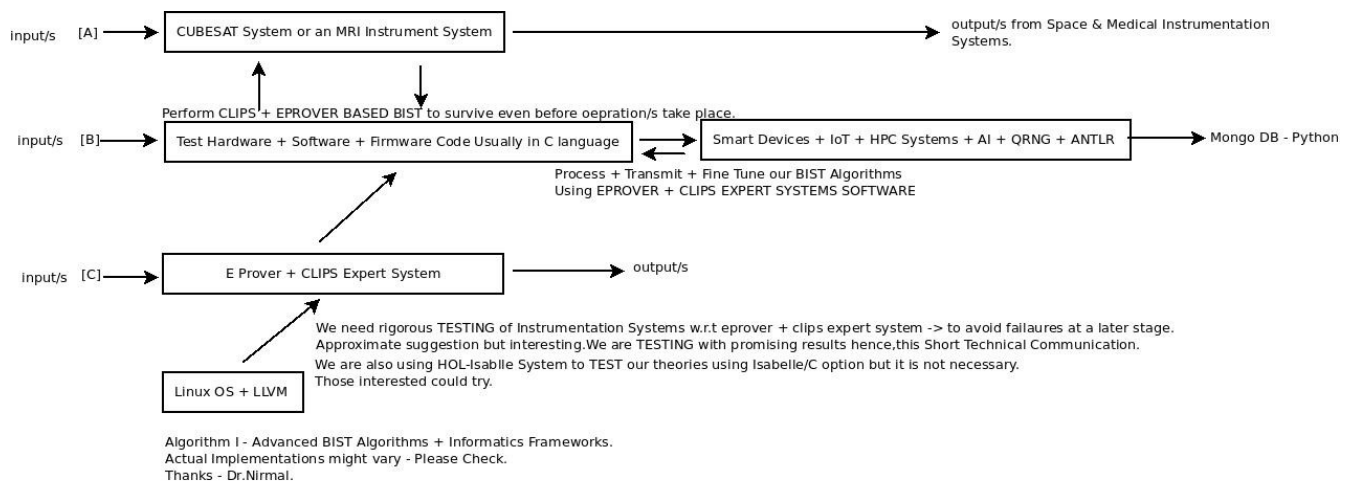 input/s [A] CUBESAT System or an MRI Instrument System
output/s from Space & Medical Instrumentation
Systems.
Perform CLIPS + EPROVER BASED BIST to survive even before oepration/s take place.
input/s [B] Test Hardware + Software + Firmware Code Usually in C language
Smart Devices + IoT + HPC Systems + AI + QRNG + ANTLR
Mongo DB - Python
Process + Transmit + Fine Tune our BIST Algorithms
Using EPROVER + CLIPS EXPERT SYSTEMS SOFTWARE
input/s [C] E Prover + CLIPS Expert System
output/s
We need rigorous TESTING of Instrumentation Systems w.r.t eprover + clips expert system -> to avoid failaures at a later stage.
Approximate suggestion but interesting.We are TESTING with promising results hence,this Short Technical Communication.
We are also using HOL-Isablle System to TEST our theories using Isabelle/C option but it is not necessary.
Those interested could try.
Linux OS + LLVM
Algorithm I - Advanced BIST Algorithms + Informatics Frameworks.
Actual Implementations might vary - Please Check.
Thanks - Dr.Nirmal.